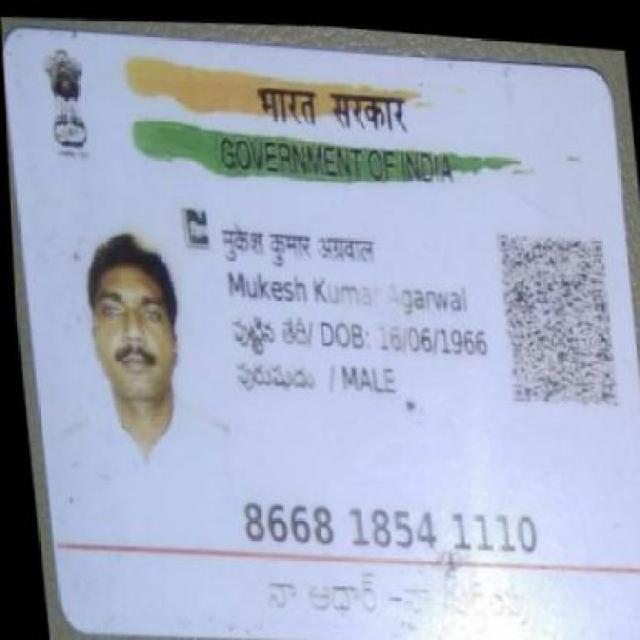 भारत सरकार
GOVERNMENT OF INDIA
मुकेश कुमार अग्रवाल
Mukesh Kumar Agarwal
పుట్టిన తేదీ/ DOB: 16/06/1966
పురుషుడు / MALE
8668 1854 1110
నా ఆధార్ -నా